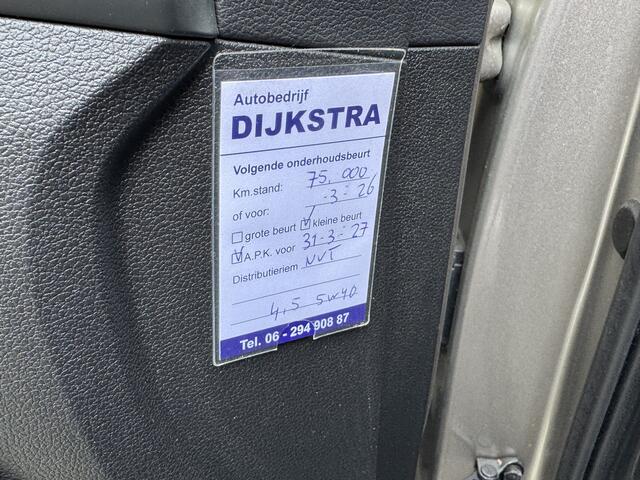 Autobedrijf
DIJKSTRA
Volgende onderhoudsbeurt
Km.stand: 75.000
of voor: -3-26
grote beurt kleine beurt
A.P.K. voor 31-3-27
Distributieriem NVT
4,5 5W40
Tel. 06 - 294 908 87